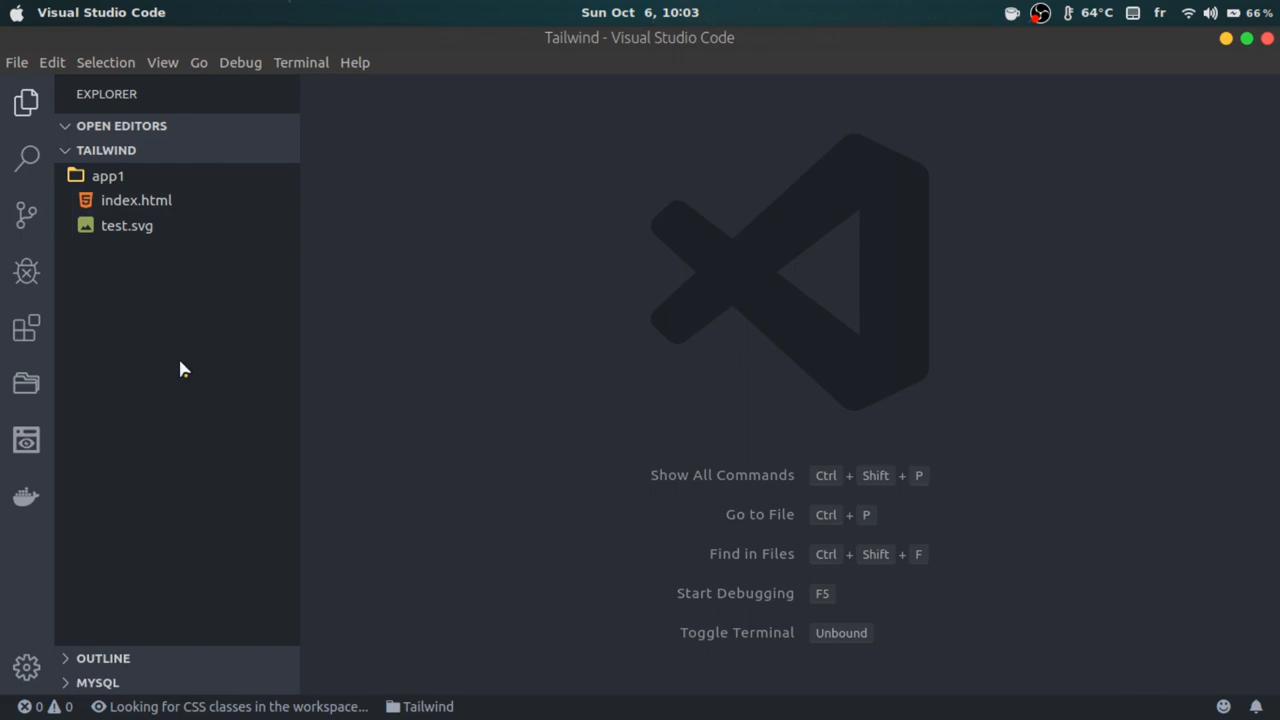 Visual Studio Code Sun Oct 6, 10:03 64°C fr 66 %
Tailwind - Visual Studio Code
File Edit Selection View Go Debug Terminal Help
EXPLORER
OPEN EDITORS
TAILWIND
app1
index.html
test.svg
Show All Commands Ctrl + Shift + P
Go to File Ctrl + P
Find in Files Ctrl + Shift + F
Start Debugging F5
Toggle Terminal Unbound
OUTLINE
MYSQL
0 0 Looking for CSS classes in the workspace... Tailwind